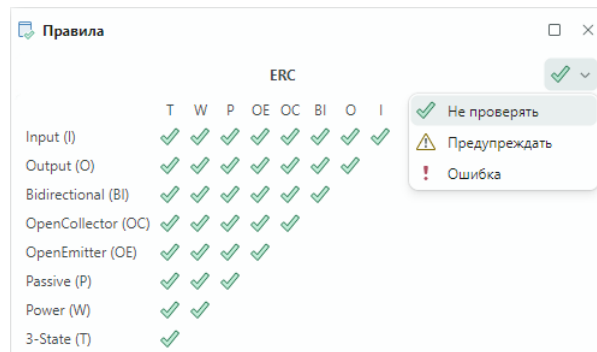 Правила
ERC
T W P OE OC BI O I
Не проверять
Input (I)
Предупреждать
Output (O)
Ошибка
Bidirectional (BI)
OpenCollector (OC)
OpenEmitter (OE)
Passive (P)
Power (W)
3-State (T)